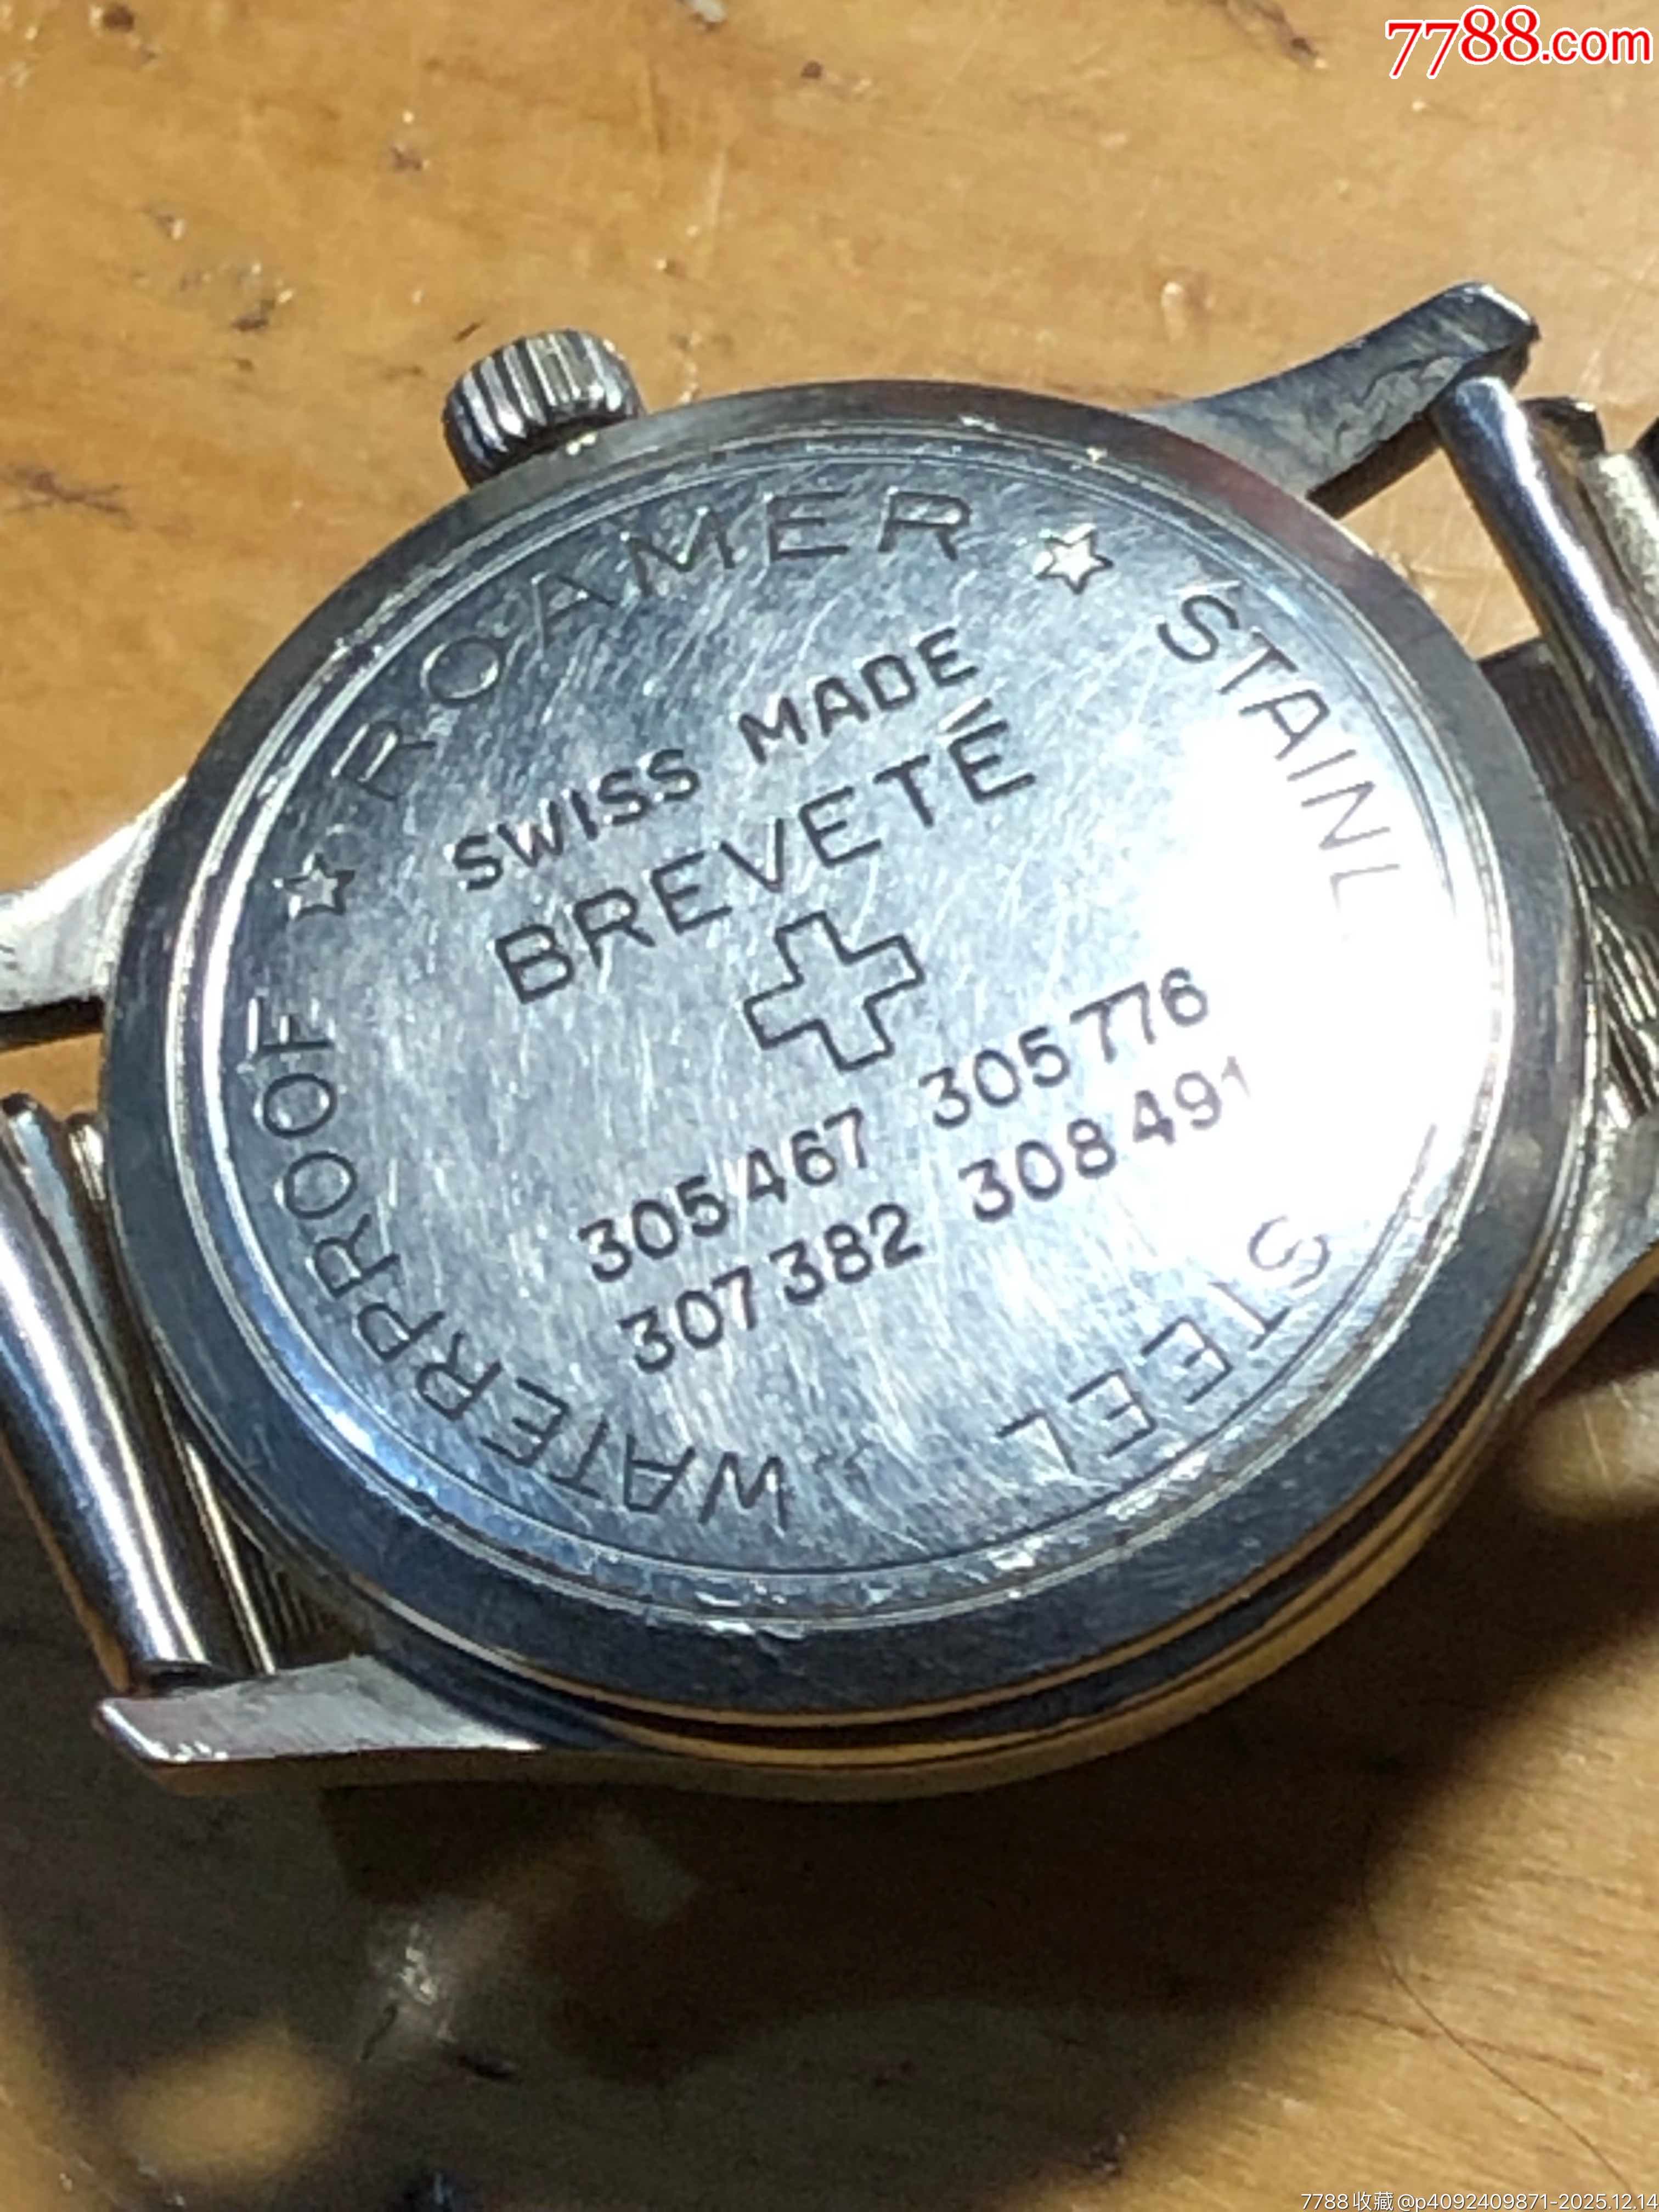 7788.com
ROAMER
STAINL
STEEL
WATERPROOF
SWISS MADE
BREVETÉ
305467 305776
307382 308491
7788收藏@p4092409871-2025.12.14